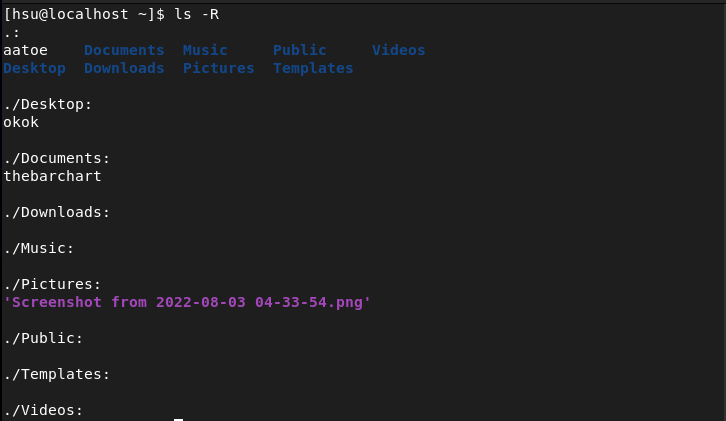 [hsu@localhost ~]$ ls -R
.:
aatoe    Documents  Music     Public     Videos
Desktop  Downloads  Pictures  Templates

./Desktop:
okok

./Documents:
thebarchart

./Downloads:

./Music:

./Pictures:
'Screenshot from 2022-08-03 04-33-54.png'

./Public:

./Templates:

./Videos: